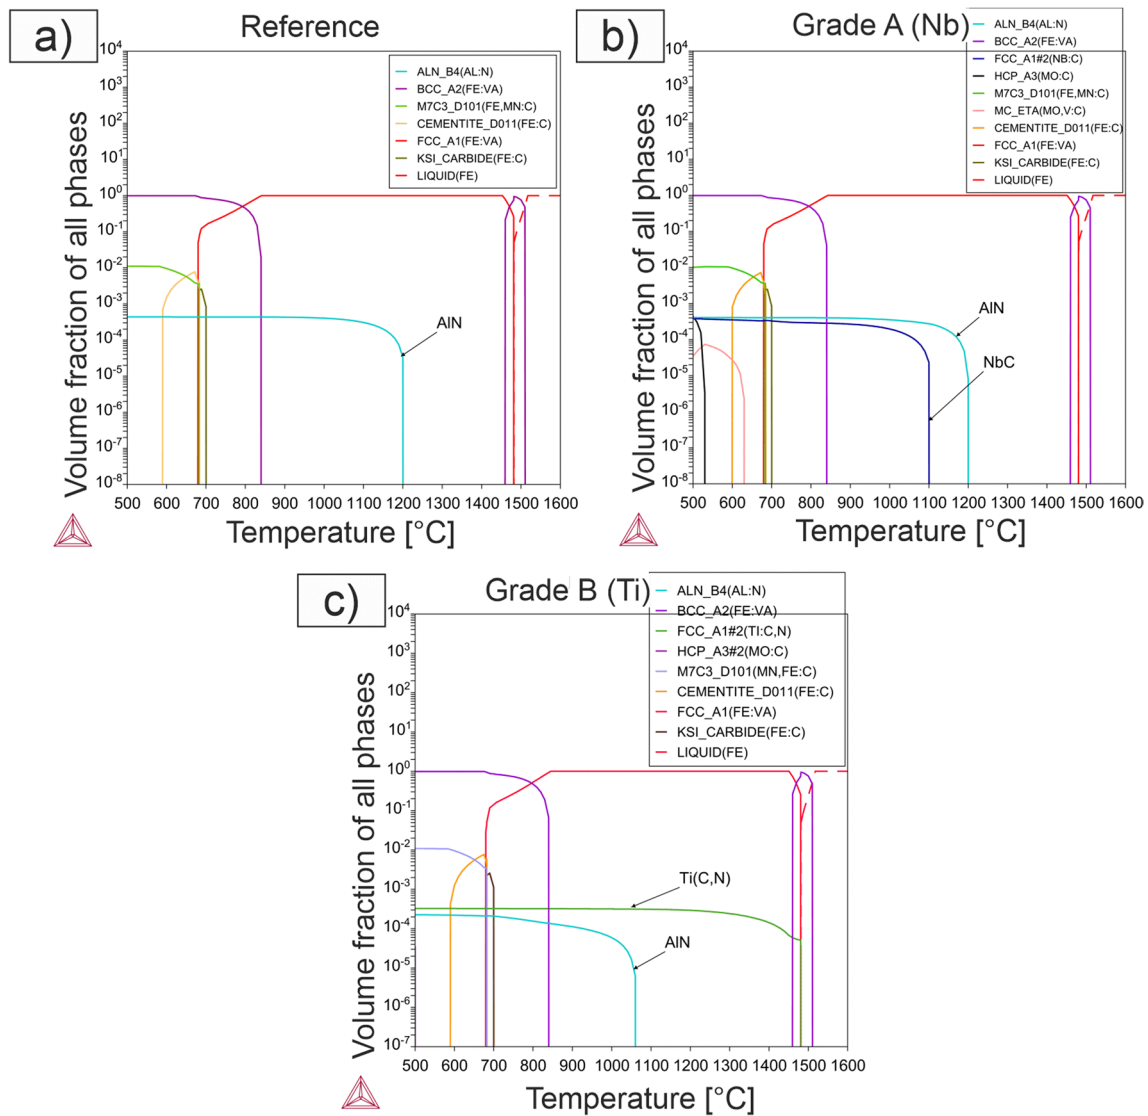 a)
Reference
ALN_B4(AL:N)
BCC_A2(FE:VA)
M7C3_D101(FE,MN:C)
CEMENTITE_D011(FE:C)
FCC_A1(FE:VA)
KSI_CARBIDE(FE:C)
LIQUID(FE)
Volume fraction of all phases
10^4
10^3
10^2
10^1
10^0
10^-1
10^-2
10^-3
10^-4
10^-5
10^-6
10^-7
10^-8
AlN
500 600 700 800 900 1000 1100 1200 1300 1400 1500 1600
Temperature [°C]
b)
Grade A (Nb)
ALN_B4(AL:N)
BCC_A2(FE:VA)
FCC_A1#2(NB:C)
HCP_A3(MO:C)
M7C3_D101(FE,MN:C)
MC_ETA(MO,V:C)
CEMENTITE_D011(FE:C)
FCC_A1(FE:VA)
KSI_CARBIDE(FE:C)
LIQUID(FE)
Volume fraction of all phases
10^4
10^3
10^2
10^1
10^0
10^-1
10^-2
10^-3
10^-4
10^-5
10^-6
10^-7
10^-8
AlN
NbC
500 600 700 800 900 1000 1100 1200 1300 1400 1500 1600
Temperature [°C]
c)
Grade B (Ti)
ALN_B4(AL:N)
BCC_A2(FE:VA)
FCC_A1#2(TI:C,N)
HCP_A3#2(MO:C)
M7C3_D101(MN,FE:C)
CEMENTITE_D011(FE:C)
FCC_A1(FE:VA)
KSI_CARBIDE(FE:C)
LIQUID(FE)
Volume fraction of all phases
10^4
10^3
10^2
10^1
10^0
10^-1
10^-2
10^-3
10^-4
10^-5
10^-6
10^-7
Ti(C,N)
AlN
500 600 700 800 900 1000 1100 1200 1300 1400 1500 1600
Temperature [°C]